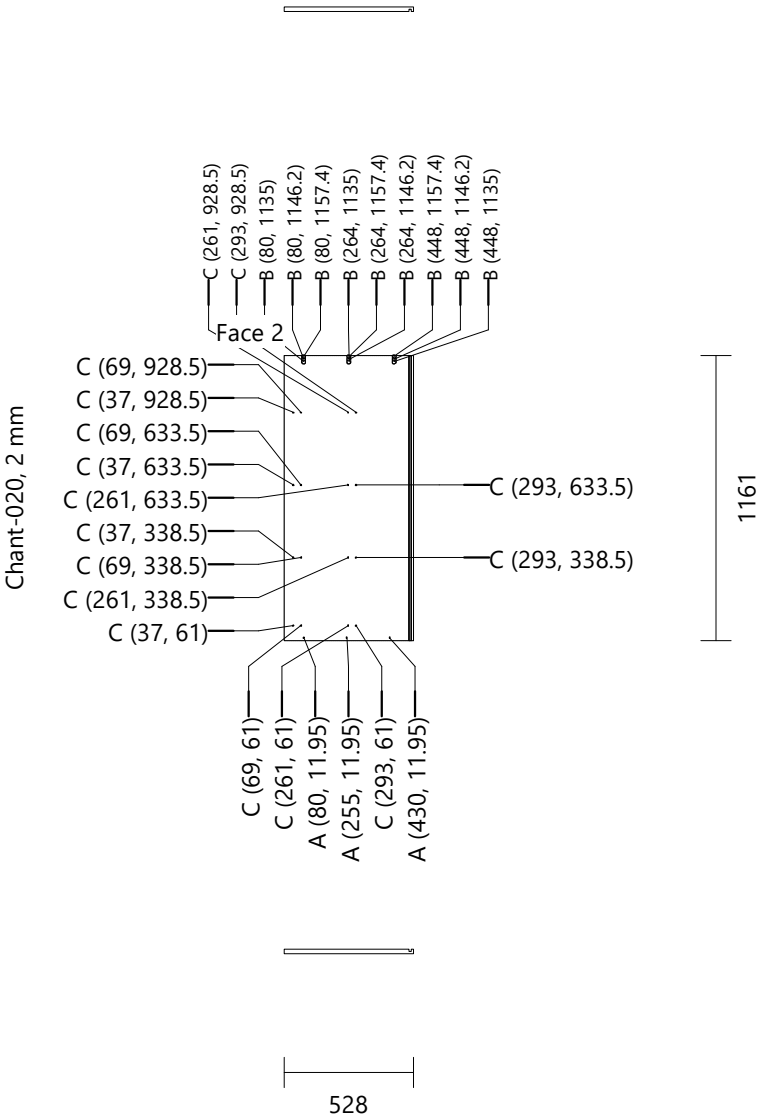 C (261, 928.5)
C (293, 928.5)
B (80, 1135)
B (80, 1146.2)
B (80, 1157.4)
B (264, 1135)
B (264, 1157.4)
B (264, 1146.2)
B (448, 1157.4)
B (448, 1146.2)
B (448, 1135)
Face 2
C (69, 928.5)
C (37, 928.5)
C (69, 633.5)
C (37, 633.5)
C (261, 633.5)
C (37, 338.5)
C (69, 338.5)
C (261, 338.5)
C (37, 61)
C (293, 633.5)
C (293, 338.5)
Chant-020, 2 mm
1161
C (69, 61)
C (261, 61)
A (80, 11.95)
A (255, 11.95)
C (293, 61)
A (430, 11.95)
528